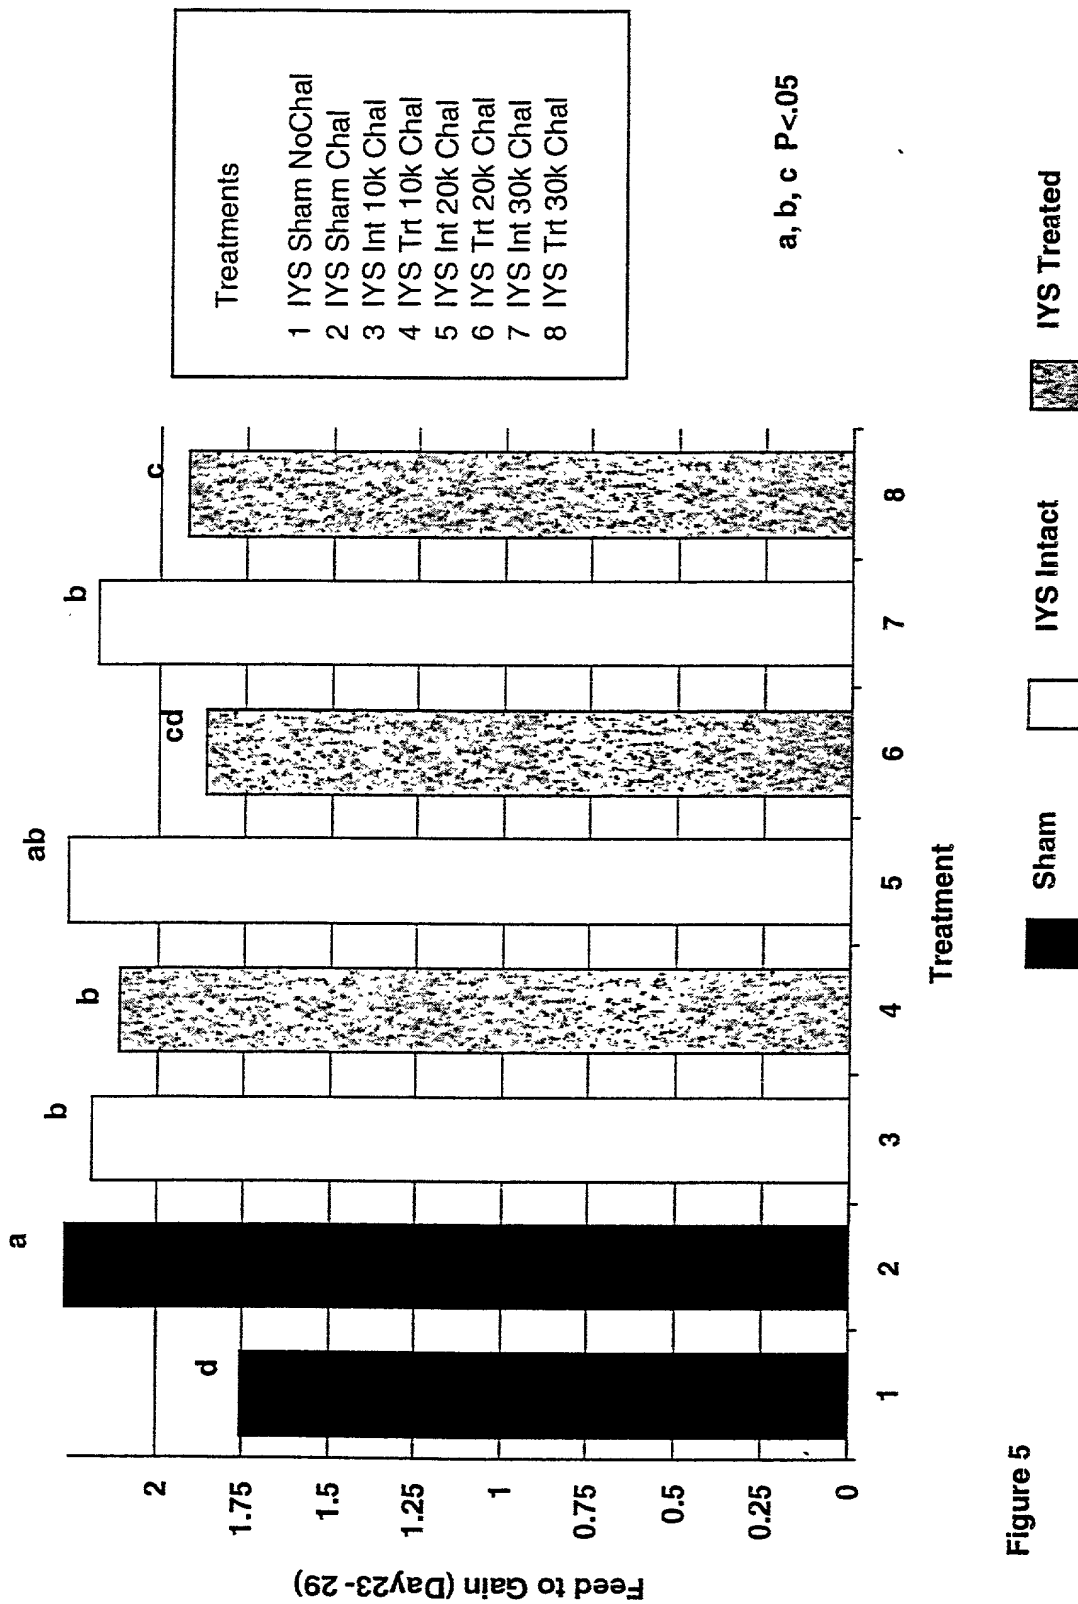 Treatments
1 IYS Sham NoChal
2 IYS Sham Chal
3 IYS Int 10k Chal
4 IYS Trt 10k Chal
5 IYS Int 20k Chal
6 IYS Trt 20k Chal
7 IYS Int 30k Chal
8 IYS Trt 30k Chal
a, b, c P<.05
Feed to Gain (Day23-29)
2
1.75
1.5
1.25
1
0.75
0.5
0.25
0
d
a
b
b
ab
cd
b
c
1 2 3 4 5 6 7 8
Treatment
Sham IYS Intact IYS Treated
Figure 5